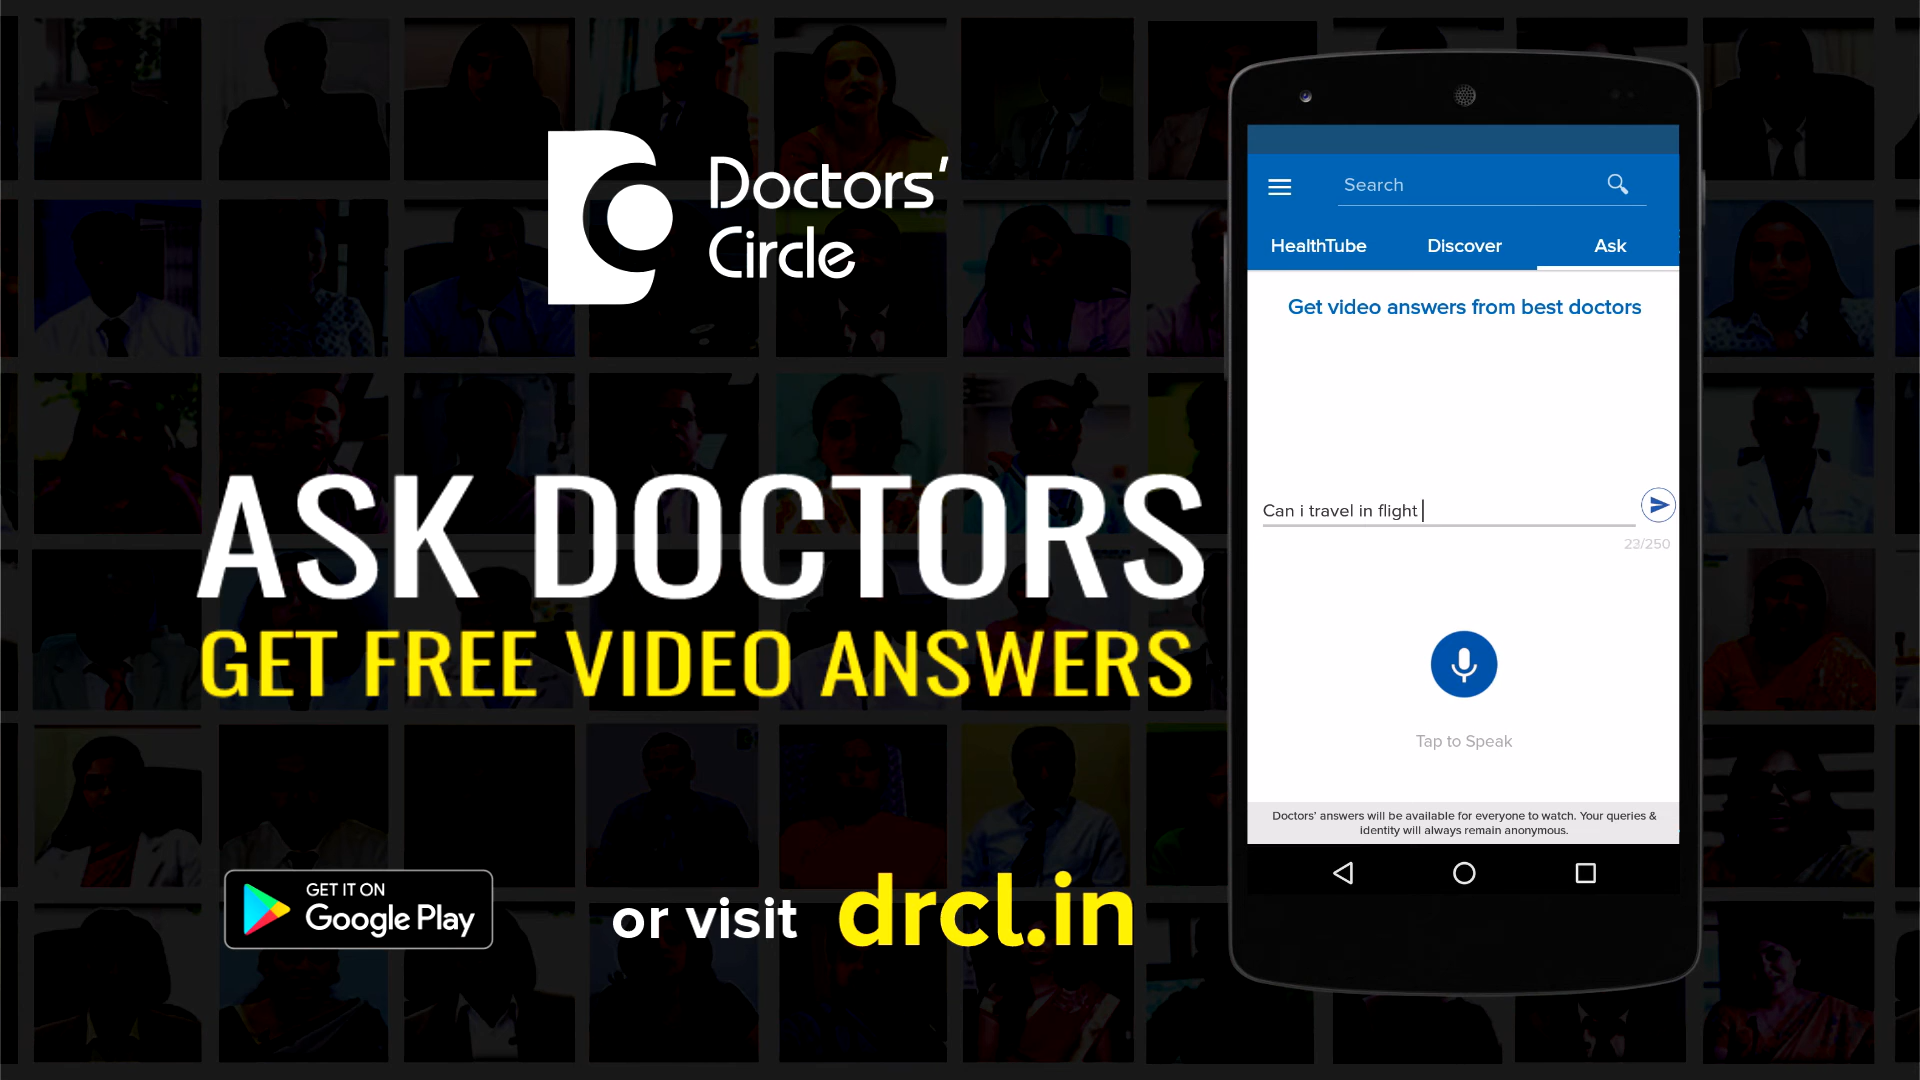 Doctors'
Circle
ASK DOCTORS
GET FREE VIDEO ANSWERS
GET IT ON
Google Play
or visit drcl.in
Search
HealthTube Discover Ask
Get video answers from best doctors
Can i travel in flight
23/250
Tap to Speak
Doctors' answers will be available for everyone to watch. Your queries &
identity will always remain anonymous.